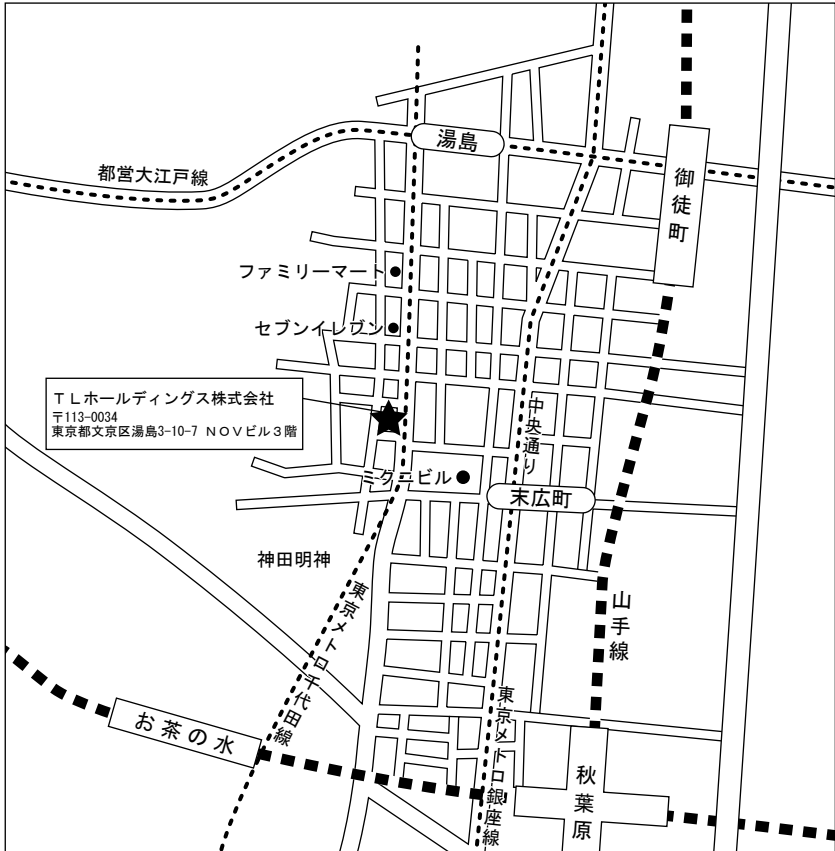 湯島
都営大江戸線
御徒町
ファミリーマート
セブンイレブン
ＴＬホールディングス株式会社
〒113-0034
東京都文京区湯島3-10-7 ＮＯＶビル３階
中央通り
ミクニビル
末広町
神田明神
東京メトロ千代田線
山手線
東京メトロ銀座線
お茶の水
秋葉原